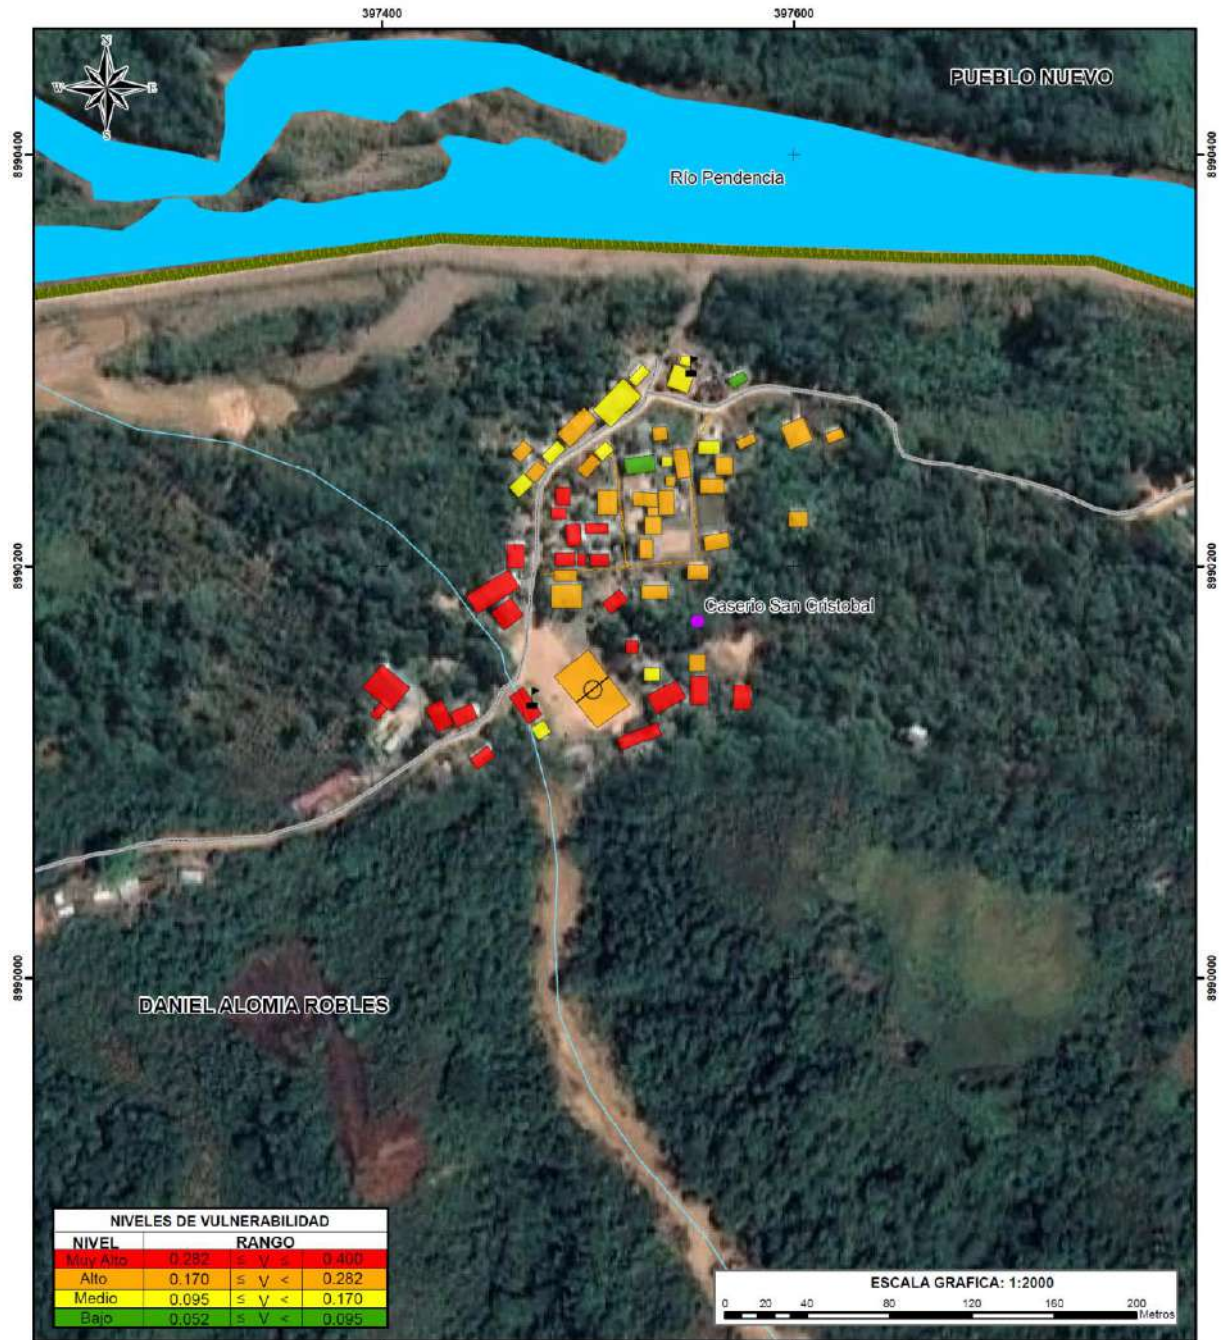 397400
397600
N
W E
S
PUEBLO NUEVO
8990400
8990400
Río Pendencia
8990200
8990200
Caserio San Cristobal
8990000
8990000
DANIEL ALOMIA ROBLES
NIVELES DE VULNERABILIDAD
NIVEL RANGO
Muy Alto 0.282 ≤ V ≤ 0.400
Alto 0.170 ≤ V < 0.282
Medio 0.095 ≤ V < 0.170
Bajo 0.052 ≤ V < 0.095
ESCALA GRAFICA: 1:2000
0 20 40 80 120 160 200
Metros